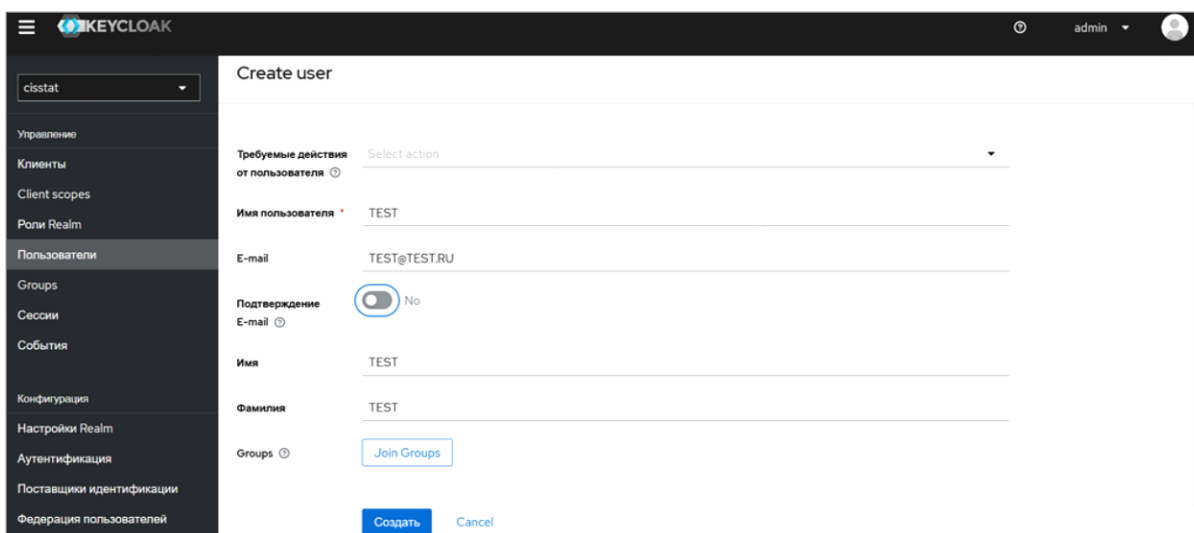 KEYCLOAK
admin
cisstat
Управление
Клиенты
Client scopes
Роли Realm
Пользователи
Groups
Сессии
События
Конфигурация
Настройки Realm
Аутентификация
Поставщики идентификации
Федерация пользователей
Create user
Требуемые действия
от пользователя
Select action
Имя пользователя * TEST
E-mail TEST@TEST.RU
Подтверждение
E-mail
No
Имя TEST
Фамилия TEST
Groups Join Groups
Создать Cancel